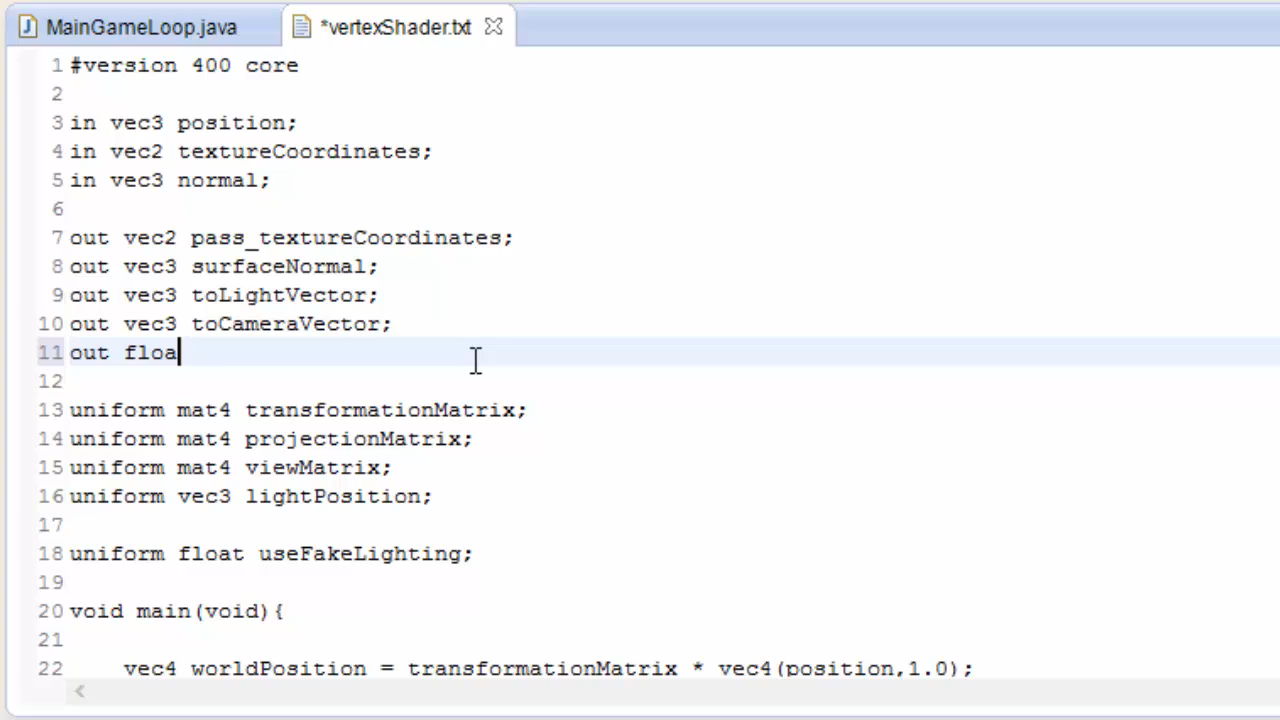 MainGameLoop.java
*vertexShader.txt
1 #version 400 core
2
3 in vec3 position;
4 in vec2 textureCoordinates;
5 in vec3 normal;
6
7 out vec2 pass_textureCoordinates;
8 out vec3 surfaceNormal;
9 out vec3 toLightVector;
10 out vec3 toCameraVector;
11 out floa
12
13 uniform mat4 transformationMatrix;
14 uniform mat4 projectionMatrix;
15 uniform mat4 viewMatrix;
16 uniform vec3 lightPosition;
17
18 uniform float useFakeLighting;
19
20 void main(void){
21
22     vec4 worldPosition = transformationMatrix * vec4(position,1.0);